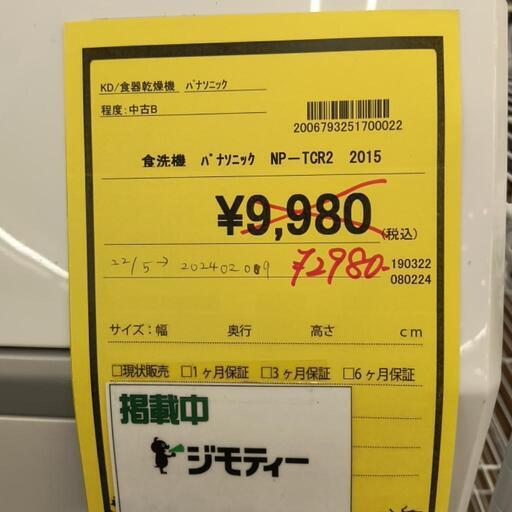 KD/食器乾燥機 ﾊﾟﾅｿﾆｯｸ
程度:中古B
2006793251700022
食洗機 ﾊﾟﾅｿﾆｯｸ NP-TCR2 2015
¥9,980 (税込)
22/5→ 20240209 ¥2980-
190322
080224
サイズ:幅 奥行 高さ cm
□現状販売 □1ヶ月保証 □3ヶ月保証 □6ヶ月保証
掲載中
ジモティー